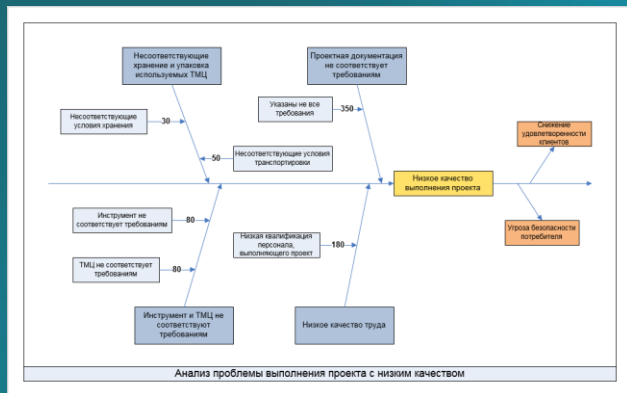 Несоответствующие
хранение и упаковка
используемых ТМЦ
Проектная документация
не соответствует
требованиям
Несоответствующие
условия хранения
30
Указаны не все
требования
350
50
Несоответствующие условия
транспортировки
Снижение
удовлетворенности
клиентов
Низкое качество
выполнения проекта
Инструмент не
соответствует требованиям
80
Низкая квалификация
персонала,
выполняющего проект
180
Угроза безопасности
потребителя
ТМЦ не соответствует
требованиям
80
Инструмент и ТМЦ не
соответствуют
требованиям
Низкое качество труда
Анализ проблемы выполнения проекта с низким качеством